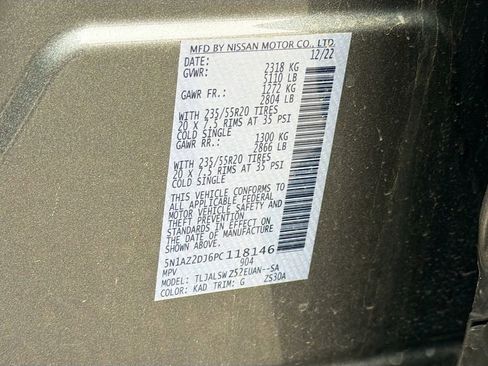 MFD BY NISSAN MOTOR CO., LTD.
DATE: 12/22
GVWR: 2318 KG
5110 LB
GAWR FR.: 1272 KG
2804 LB
WITH 235/55R20 TIRES
20 X 7.5 RIMS AT 35 PSI
COLD SINGLE
GAWR RR.: 1300 KG
2866 LB
WITH 235/55R20 TIRES
20 X 7.5 RIMS AT 35 PSI
COLD SINGLE
THIS VEHICLE CONFORMS TO
ALL APPLICABLE FEDERAL
MOTOR VEHICLE SAFETY AND
THEFT PREVENTION
STANDARDS IN EFFECT ON
THE DATE OF MANUFACTURE
SHOWN ABOVE.
5N1AZ2DJ6PC118146
MPV 904
MODEL: TLJALSWZ52EUAN--SA
COLOR: KAD TRIM: G ZS3DA